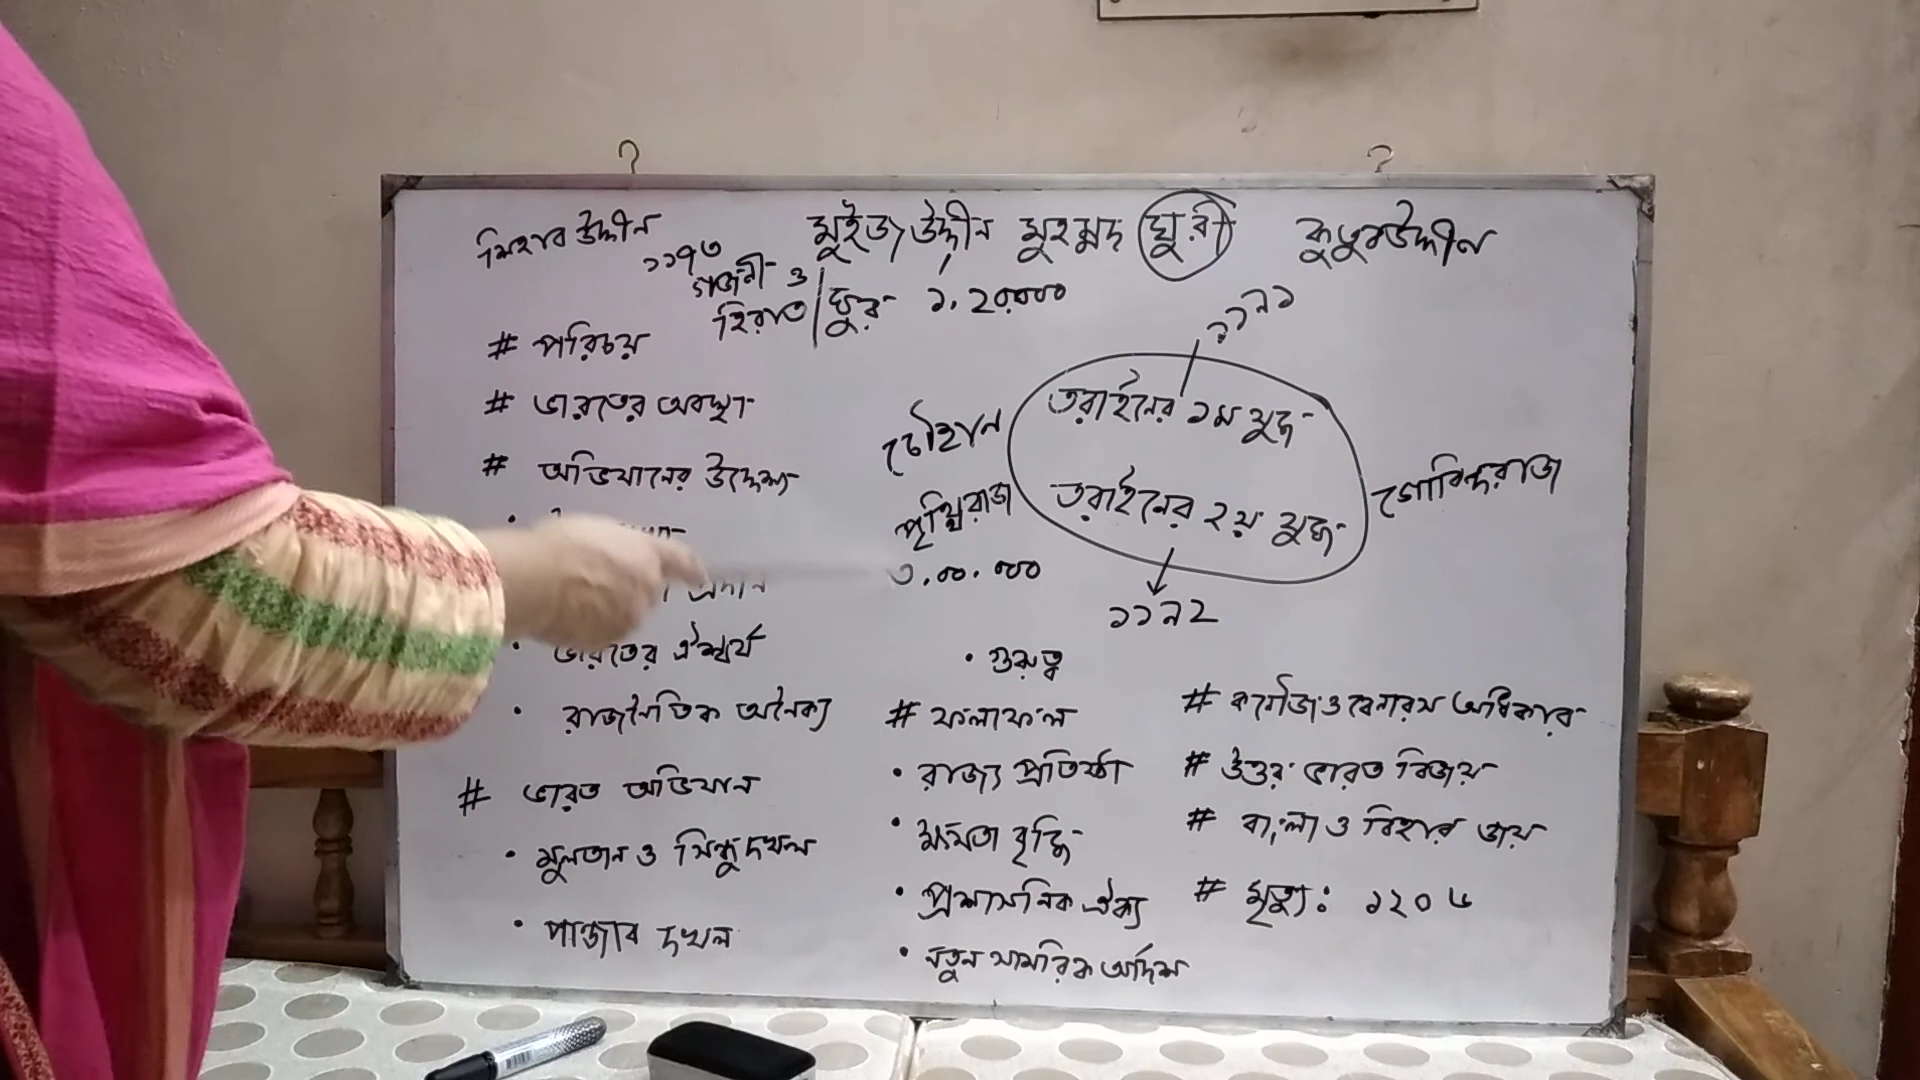 শিহাব উদ্দীন
মুইজ উদ্দীন মুহম্মদ ঘুরী
কুতুবউদ্দীন
১১৭৩
গজনী ও
হিরাত
ঘুর
১,২০০০০
# পরিচয়
# ভারতের অবস্থা
# অভিযানের উদ্দেশ্য
ভারতের ঐশ্বর্য
• রাজনৈতিক অনৈক্য
# ভারত অভিযান
• মুলতান ও সিন্ধু দখল
• পাঞ্জাব দখল
১১৯১
তরাইনের ১ম যুদ্ধ
তরাইনের ২য় যুদ্ধ
১১৯২
চৌহান
পৃথ্বিরাজ
৩,০০,০০০
গোবিন্দরাজ
• গুরুত্ব
# ফলাফল
• রাজ্য প্রতিষ্ঠা
• ক্ষমতা বৃদ্ধি
• প্রশাসনিক ঐক্য
• নতুন সামরিক আদর্শ
# কনৌজ ও বেনারস অধিকার
# উত্তর ভারত বিজয়
# বাংলা ও বিহার জয়
# মৃত্যু: ১২০৬